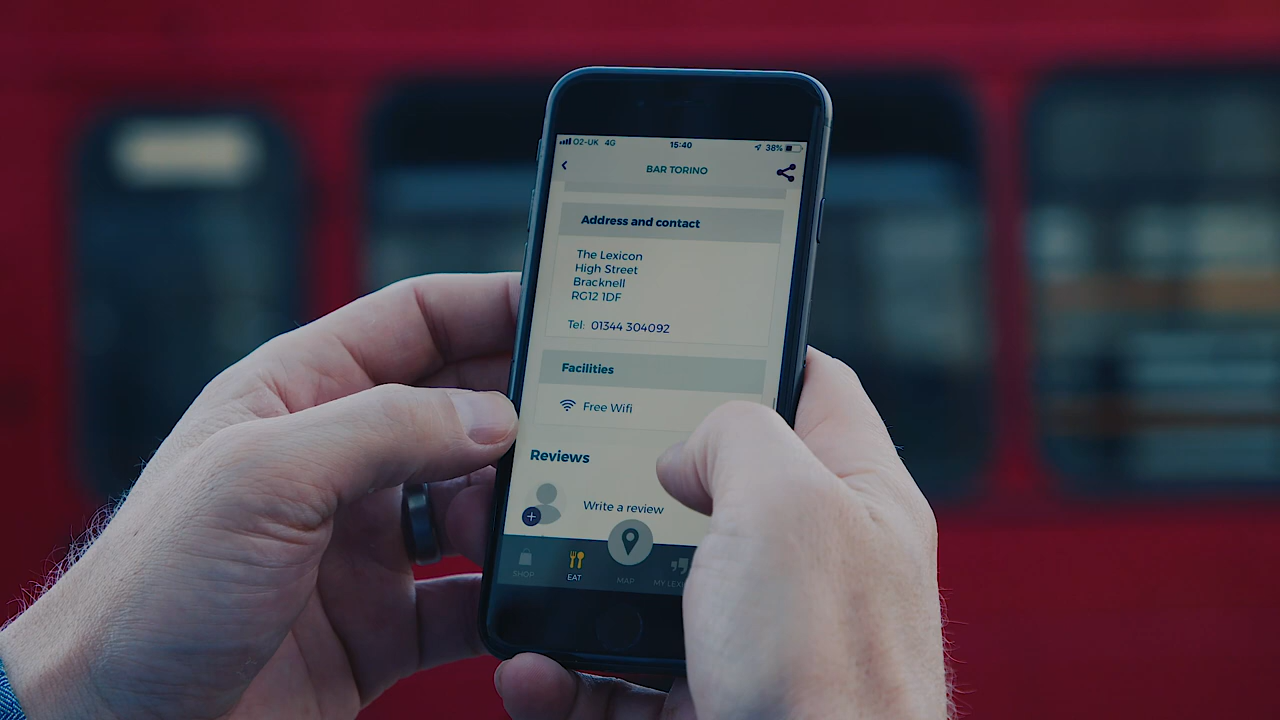 O2-UK 4G 15:40 38%
BAR TORINO
Address and contact
The Lexicon
High Street
Bracknell
RG12 1DF
Tel: 01344 304092
Facilities
Free Wifi
Reviews
Write a review
SHOP EAT MAP MY